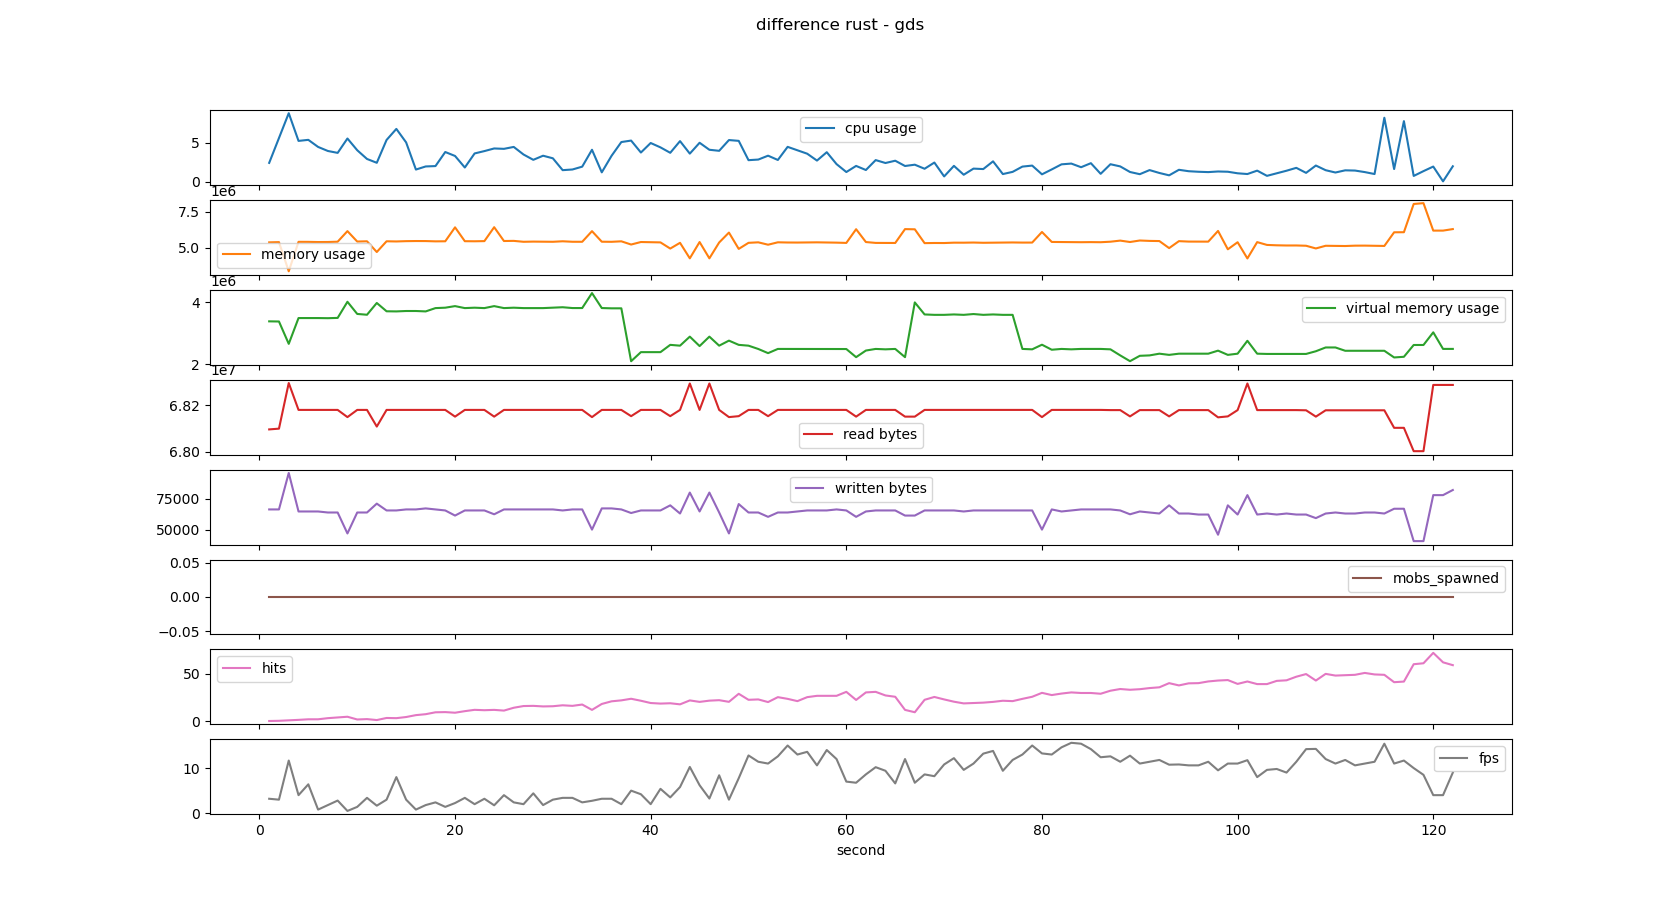 difference rust - gds
cpu usage
5
0
1e6
7.5
5.0
memory usage
1e6
4
2
virtual memory usage
1e7
6.82
6.80
read bytes
75000
50000
written bytes
0.05
0.00
−0.05
mobs_spawned
50
0
hits
10
0
fps
0 20 40 60 80 100 120
second